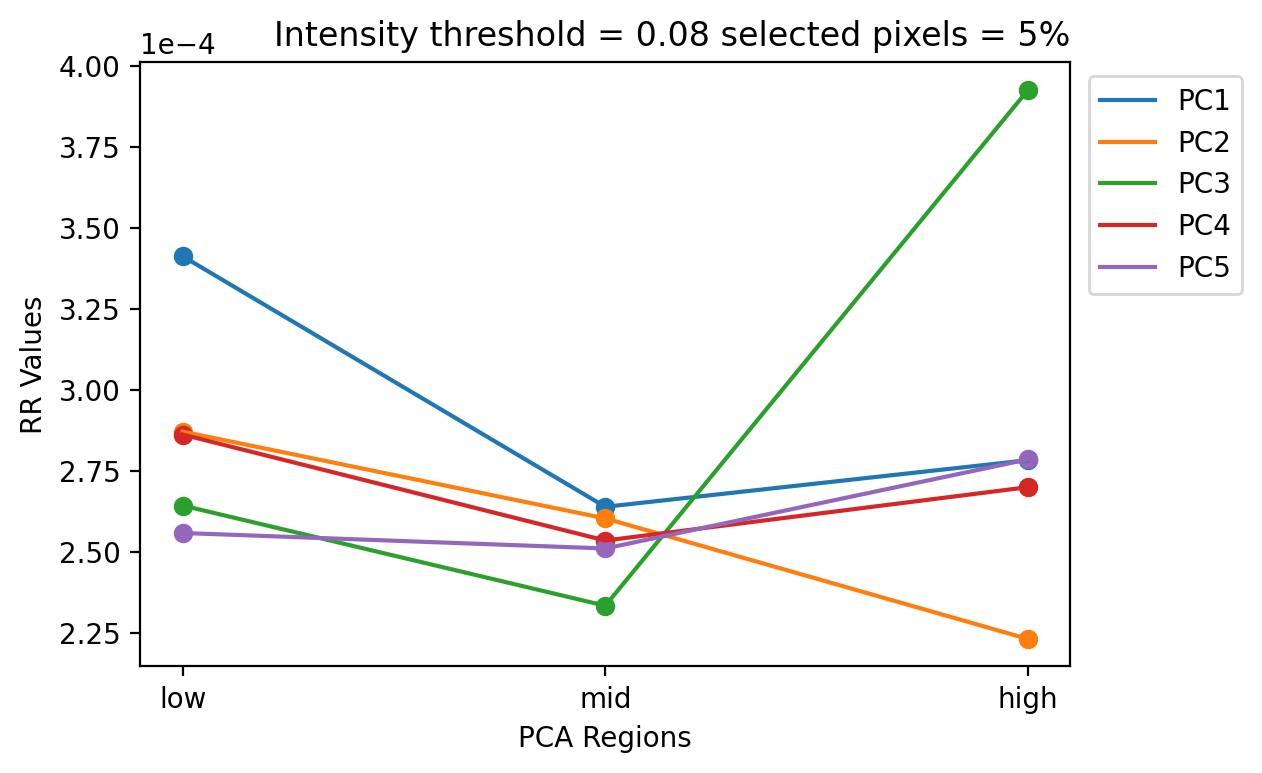 Intensity threshold = 0.08 selected pixels = 5%
1e−4
4.00
3.75
3.50
3.25
3.00
2.75
2.50
2.25
RR Values
low
mid
high
PCA Regions
PC1
PC2
PC3
PC4
PC5